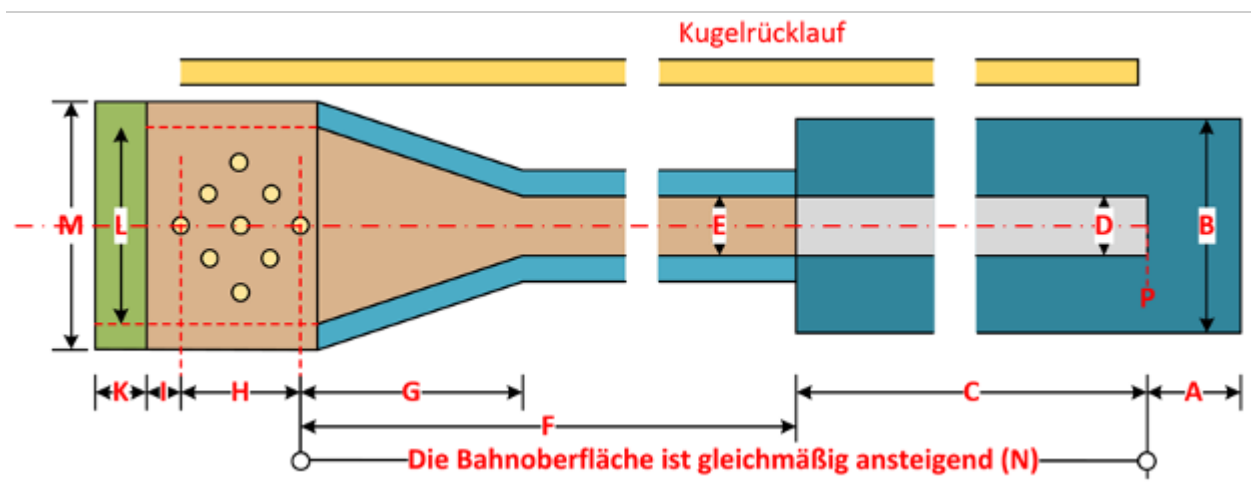 Kugelrücklauf
M
L
E
D
B
P
K
I
H
G
C
A
F
Die Bahnoberfläche ist gleichmäßig ansteigend (N)